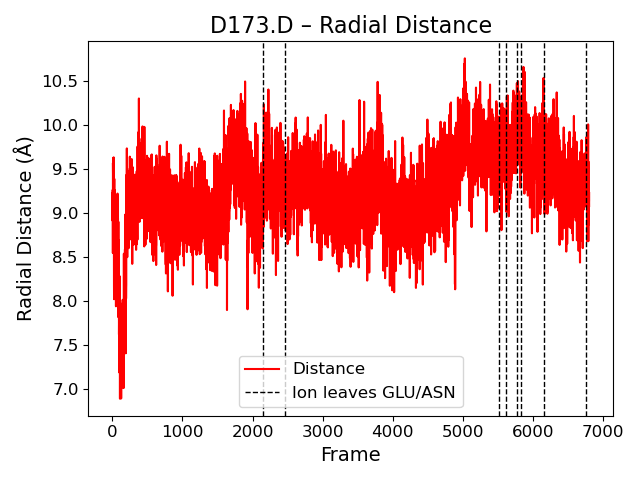 D173.D – Radial Distance
Radial Distance (Å)
10.5
10.0
9.5
9.0
8.5
8.0
7.5
7.0
Distance
Ion leaves GLU/ASN
0 1000 2000 3000 4000 5000 6000 7000
Frame